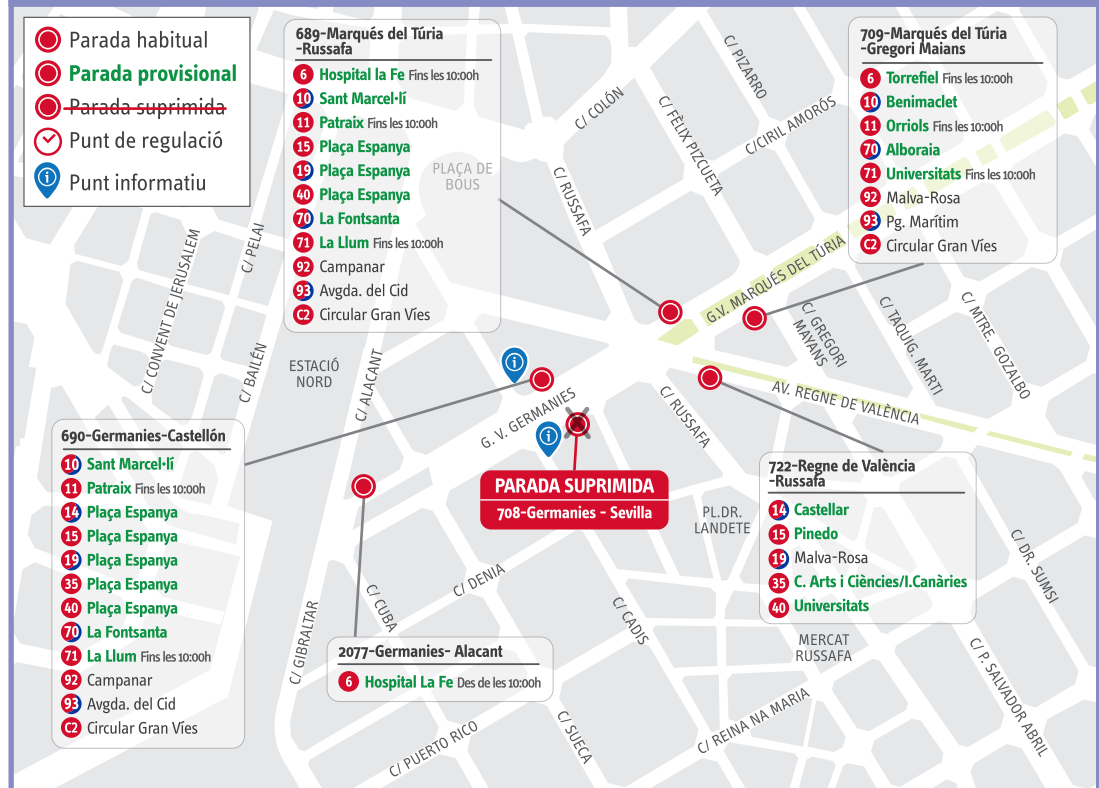 Parada habitual
Parada provisional
Parada suprimida
Punt de regulació
Punt informatiu
689-Marqués del Túria
-Russafa
6 Hospital la Fe Fins les 10:00h
10 Sant Marcel·lí
11 Patraix Fins les 10:00h
15 Plaça Espanya
19 Plaça Espanya
40 Plaça Espanya
70 La Fontsanta
71 La Llum Fins les 10:00h
92 Campanar
93 Avgda. del Cid
C2 Circular Gran Víes
709-Marqués del Túria
-Gregori Maians
6 Torrefiel Fins les 10:00h
10 Benimaclet
11 Orriols Fins les 10:00h
70 Alboraia
71 Universitats Fins les 10:00h
92 Malva-Rosa
93 Pg. Marítim
C2 Circular Gran Víes
C/ PIZARRO
C/ COLÓN
C/ FÈLIX PIZCUETA
C/CIRIL AMORÓS
PLAÇA DE
BOUS
C/ RUSSAFA
C/ PELAI
C/ CONVENT DE JERUSALEM
G.V. MARQUÉS DEL TÚRIA
C/ GREGORI
MAYANS
C/ TAQUIG. MARTI
C/ MTRE. GOZALBO
C/ BAILÉN
ESTACIÓ
NORD
C/ ALACANT
G. V. GERMANIES
C/ RUSSAFA
AV. REGNE DE VALÈNCIA
690-Germanies-Castellón
10 Sant Marcel·lí
11 Patraix Fins les 10:00h
14 Plaça Espanya
15 Plaça Espanya
19 Plaça Espanya
35 Plaça Espanya
40 Plaça Espanya
70 La Fontsanta
71 La Llum Fins les 10:00h
92 Campanar
93 Avgda. del Cid
C2 Circular Gran Víes
PARADA SUPRIMIDA
708-Germanies - Sevilla
PL.DR.
LANDETE
722-Regne de València
-Russafa
14 Castellar
15 Pinedo
19 Malva-Rosa
35 C. Arts i Ciències/I.Canàries
40 Universitats
C/ DR. SUMSI
C/ DENIA
C/ CUBA
C/ GIBRALTAR
C/ CADIS
MERCAT
RUSSAFA
2077-Germanies- Alacant
6 Hospital La Fe Des de les 10:00h
C/ P. SALVADOR ABRIL
C/ REINA NA MARIA
C/ SUECA
C/ PUERTO RICO